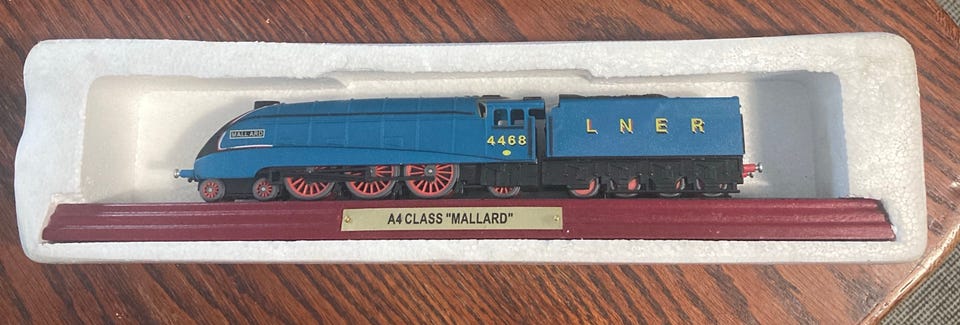 MALLARD
4468
L N E R
A4 CLASS "MALLARD"